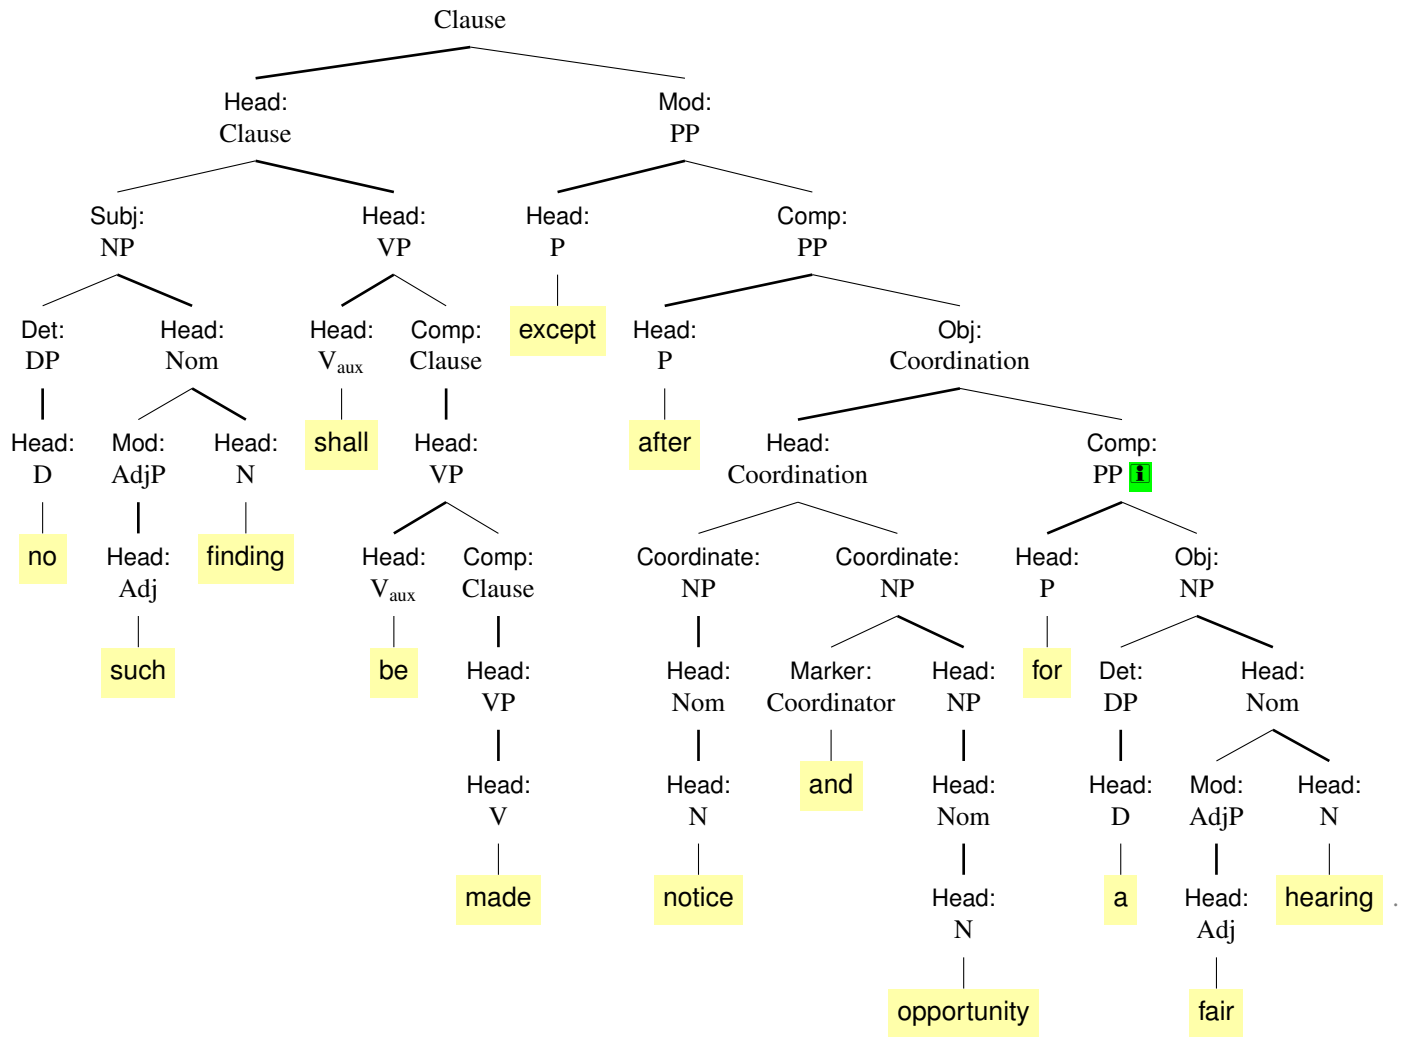 Clause
Head: Mod:
Clause PP
Subj: Head: Head: Comp:
NP VP P PP
Det: Head: Head: Comp: except Head: Obj:
DP Nom Vaux Clause P Coordination
Head: Mod: Head: shall Head: after Head: Comp:
D AdjP N VP Coordination PP i
no Head: finding Head: Comp: Coordinate: Coordinate: Head: Obj:
Adj Vaux Clause NP NP P NP
such be Head: Head: Marker: Head: for Det: Head:
VP Nom Coordinator NP DP Nom
Head: Head: and Head: Head: Mod: Head:
V N Nom D AdjP N
made notice Head: a Head: hearing .
N Adj
opportunity fair